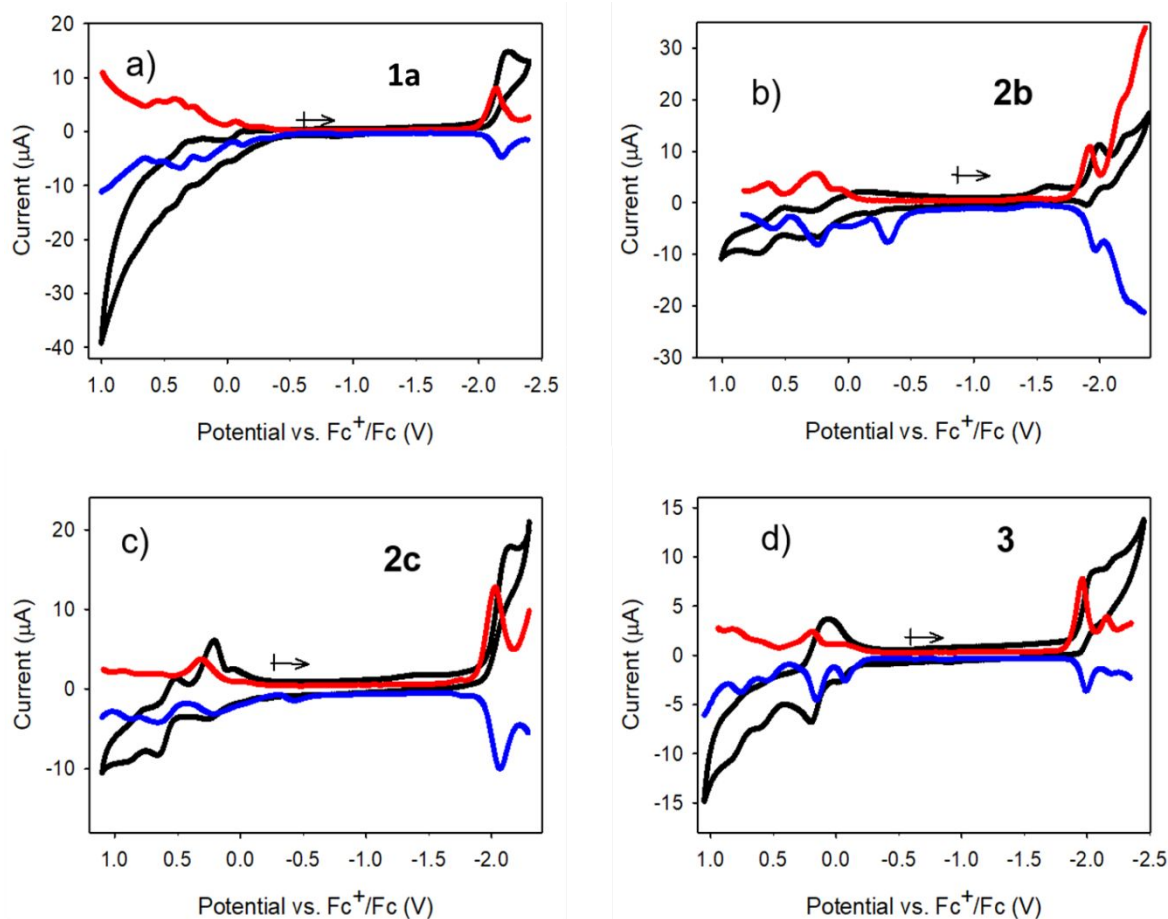 a)
1a
Current (µA)
20
10
0
-10
-20
-30
-40
1.0 0.5 0.0 -0.5 -1.0 -1.5 -2.0 -2.5
Potential vs. Fc+/Fc (V)
b)
2b
Current (µA)
30
20
10
0
-10
-20
-30
1.0 0.5 0.0 -0.5 -1.0 -1.5 -2.0
Potential vs. Fc+/Fc (V)
c)
2c
Current (µA)
20
10
0
-10
1.0 0.5 0.0 -0.5 -1.0 -1.5 -2.0
Potential vs. Fc+/Fc (V)
d)
3
Current (µA)
15
10
5
0
-5
-10
-15
1.0 0.5 0.0 -0.5 -1.0 -1.5 -2.0 -2.5
Potential vs. Fc+/Fc (V)